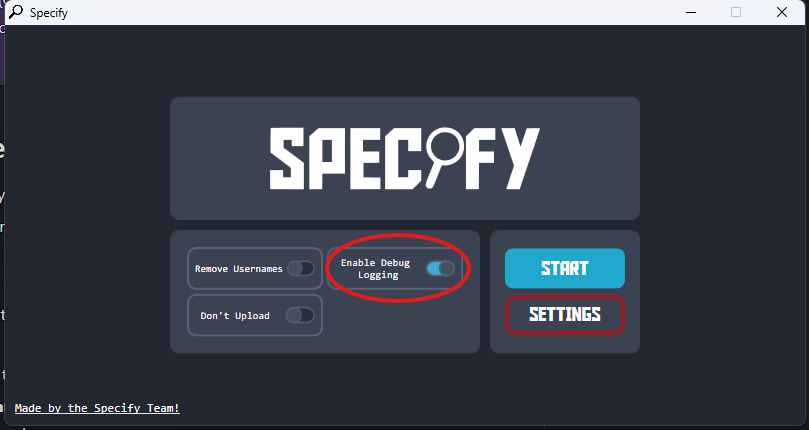 Specify
SPECIFY
Remove Usernames
Enable Debug
Logging
START
Don't Upload
SETTINGS
Made by the Specify Team!